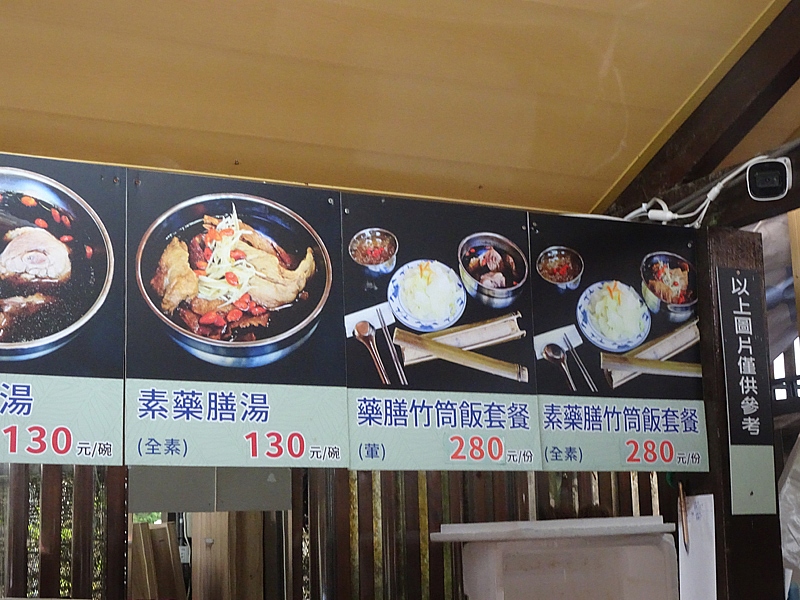 湯
130元/碗
素藥膳湯
(全素) 130元/碗
藥膳竹筒飯套餐
(葷) 280元/份
素藥膳竹筒飯套餐
(全素) 280元/份
以上圖片僅供參考